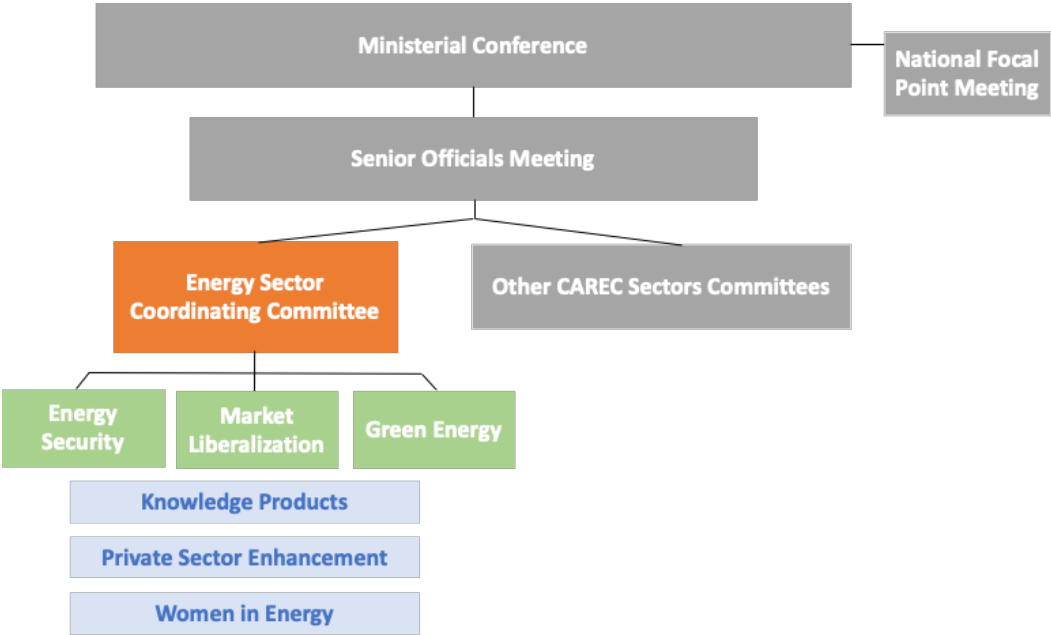 Ministerial Conference
National Focal
Point Meeting
Senior Officials Meeting
Energy Sector
Coordinating Committee
Other CAREC Sectors Committees
Energy
Security
Market
Liberalization
Green Energy
Knowledge Products
Private Sector Enhancement
Women in Energy